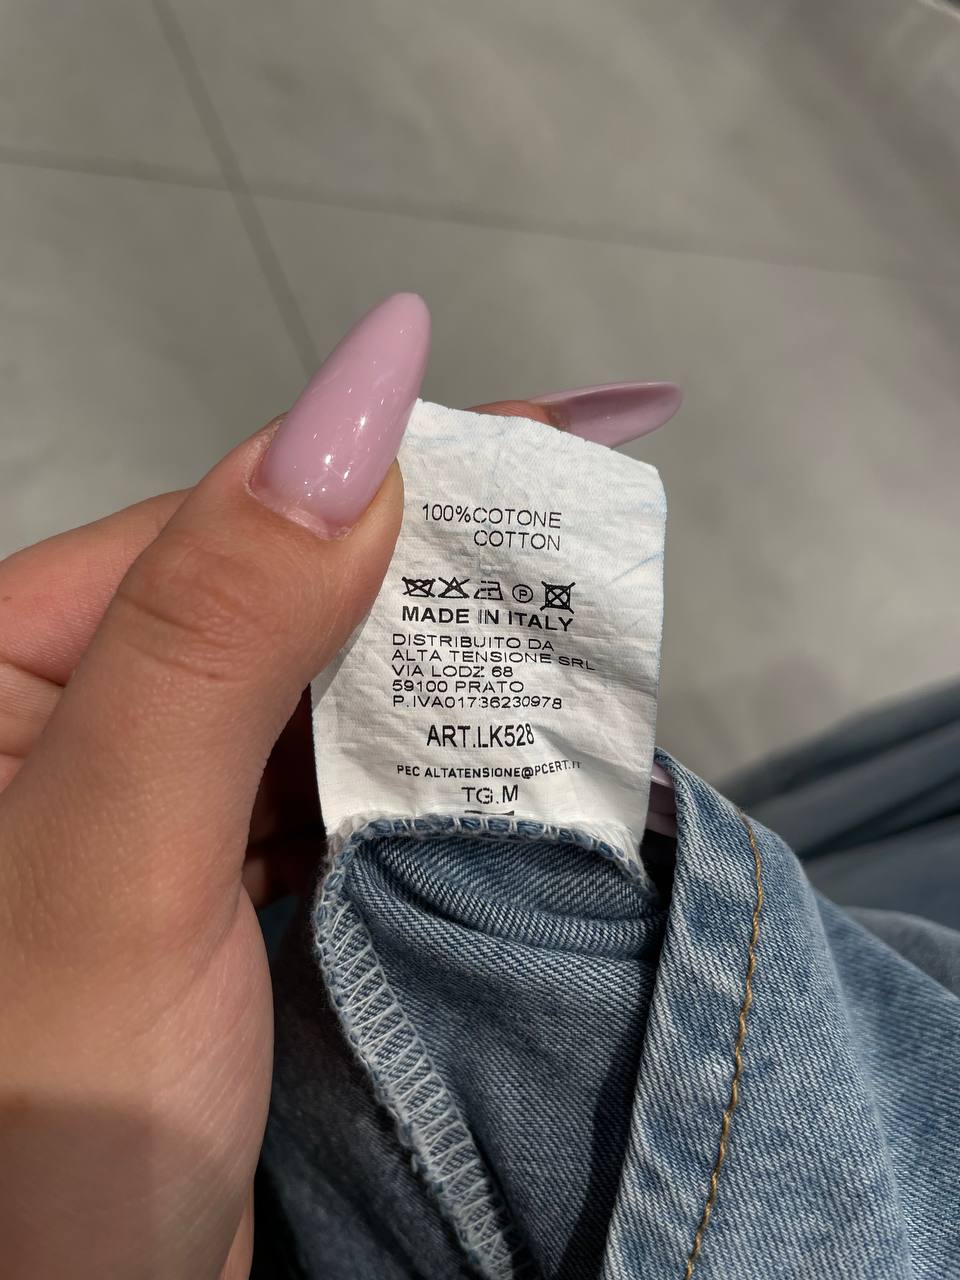 100%COTONE
COTTON
P
MADE IN ITALY
DISTRIBUITO DA
ALTA TENSIONE SRL
VIA LODZ 68
59100 PRATO
P.IVA01736230978
ART.LK528
PEC ALTATENSIONE@PCERT.IT
TG.M